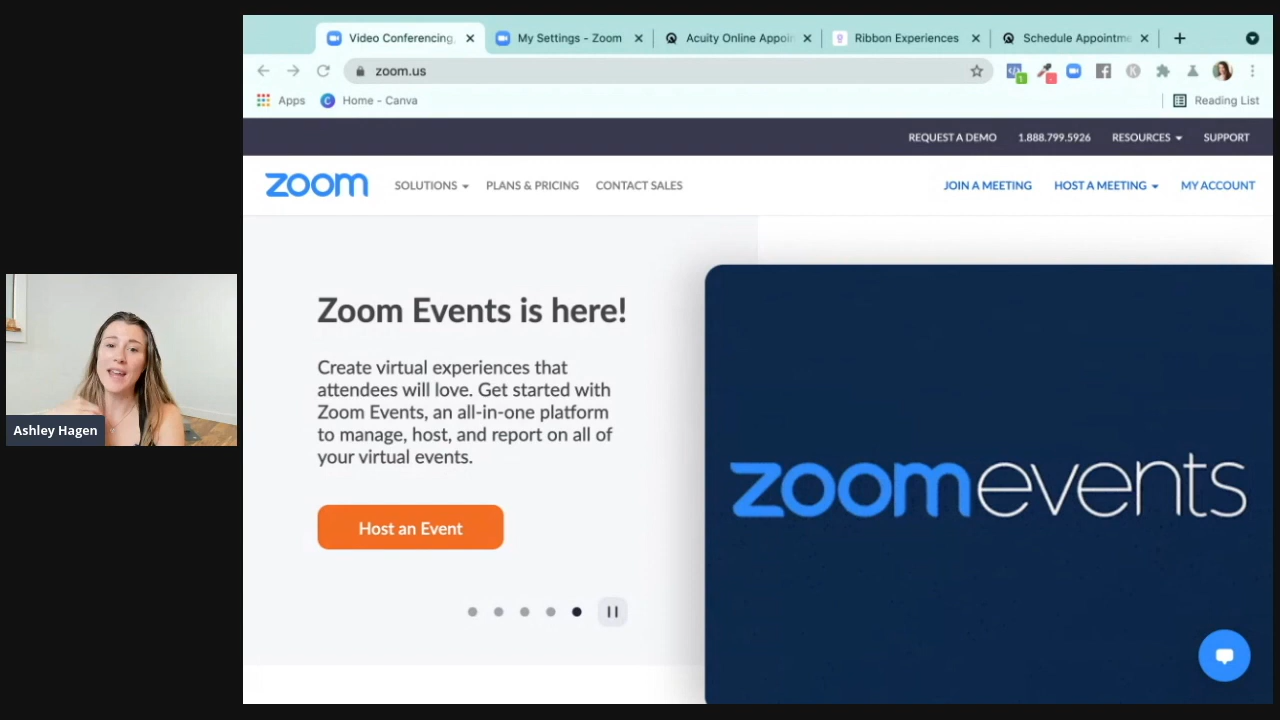 Video Conferencing,
My Settings - Zoom
Acuity Online Appoin
Ribbon Experiences
Schedule Appointme
zoom.us
Apps
Home - Canva
Reading List
REQUEST A DEMO
1.888.799.5926
RESOURCES
SUPPORT
zoom
SOLUTIONS
PLANS & PRICING
CONTACT SALES
JOIN A MEETING
HOST A MEETING
MY ACCOUNT
Zoom Events is here!
Create virtual experiences that
attendees will love. Get started with
Zoom Events, an all-in-one platform
to manage, host, and report on all of
your virtual events.
Host an Event
zoomevents
Ashley Hagen